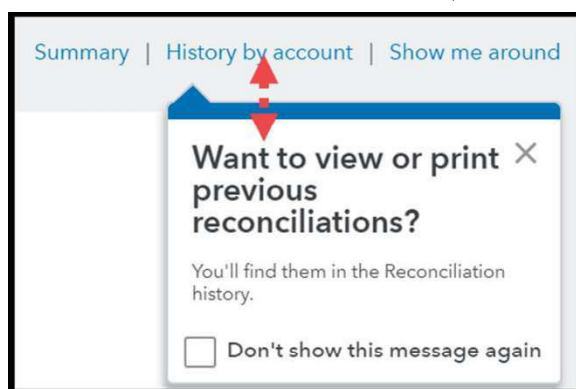 Summary | History by account | Show me around
Want to view or print
previous
reconciliations?
You'll find them in the Reconciliation
history.
Don't show this message again